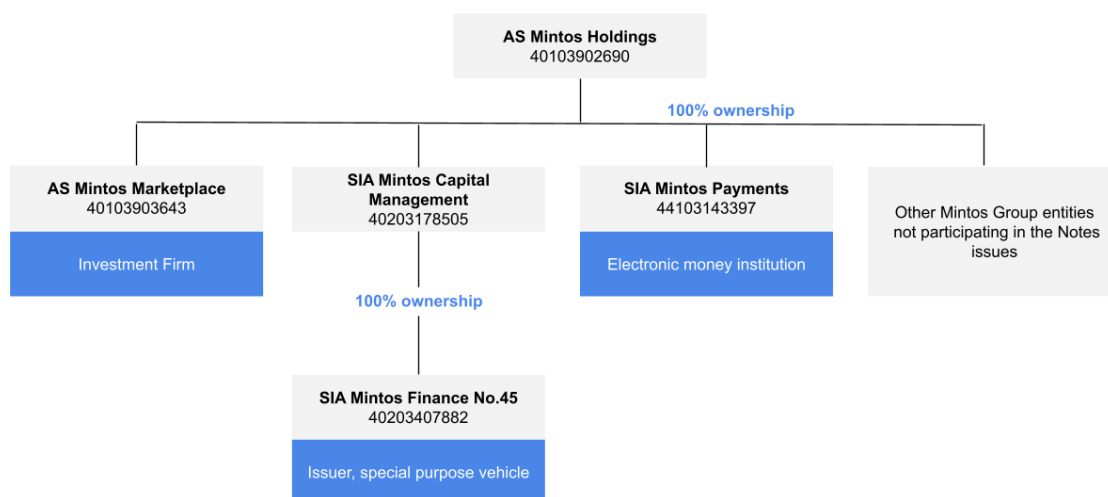 AS Mintos Holdings
40103902690
100% ownership
AS Mintos Marketplace
40103903643
Investment Firm
SIA Mintos Capital
Management
40203178505
SIA Mintos Payments
44103143397
Electronic money institution
Other Mintos Group entities
not participating in the Notes
issues
100% ownership
SIA Mintos Finance No.45
40203407882
Issuer, special purpose vehicle